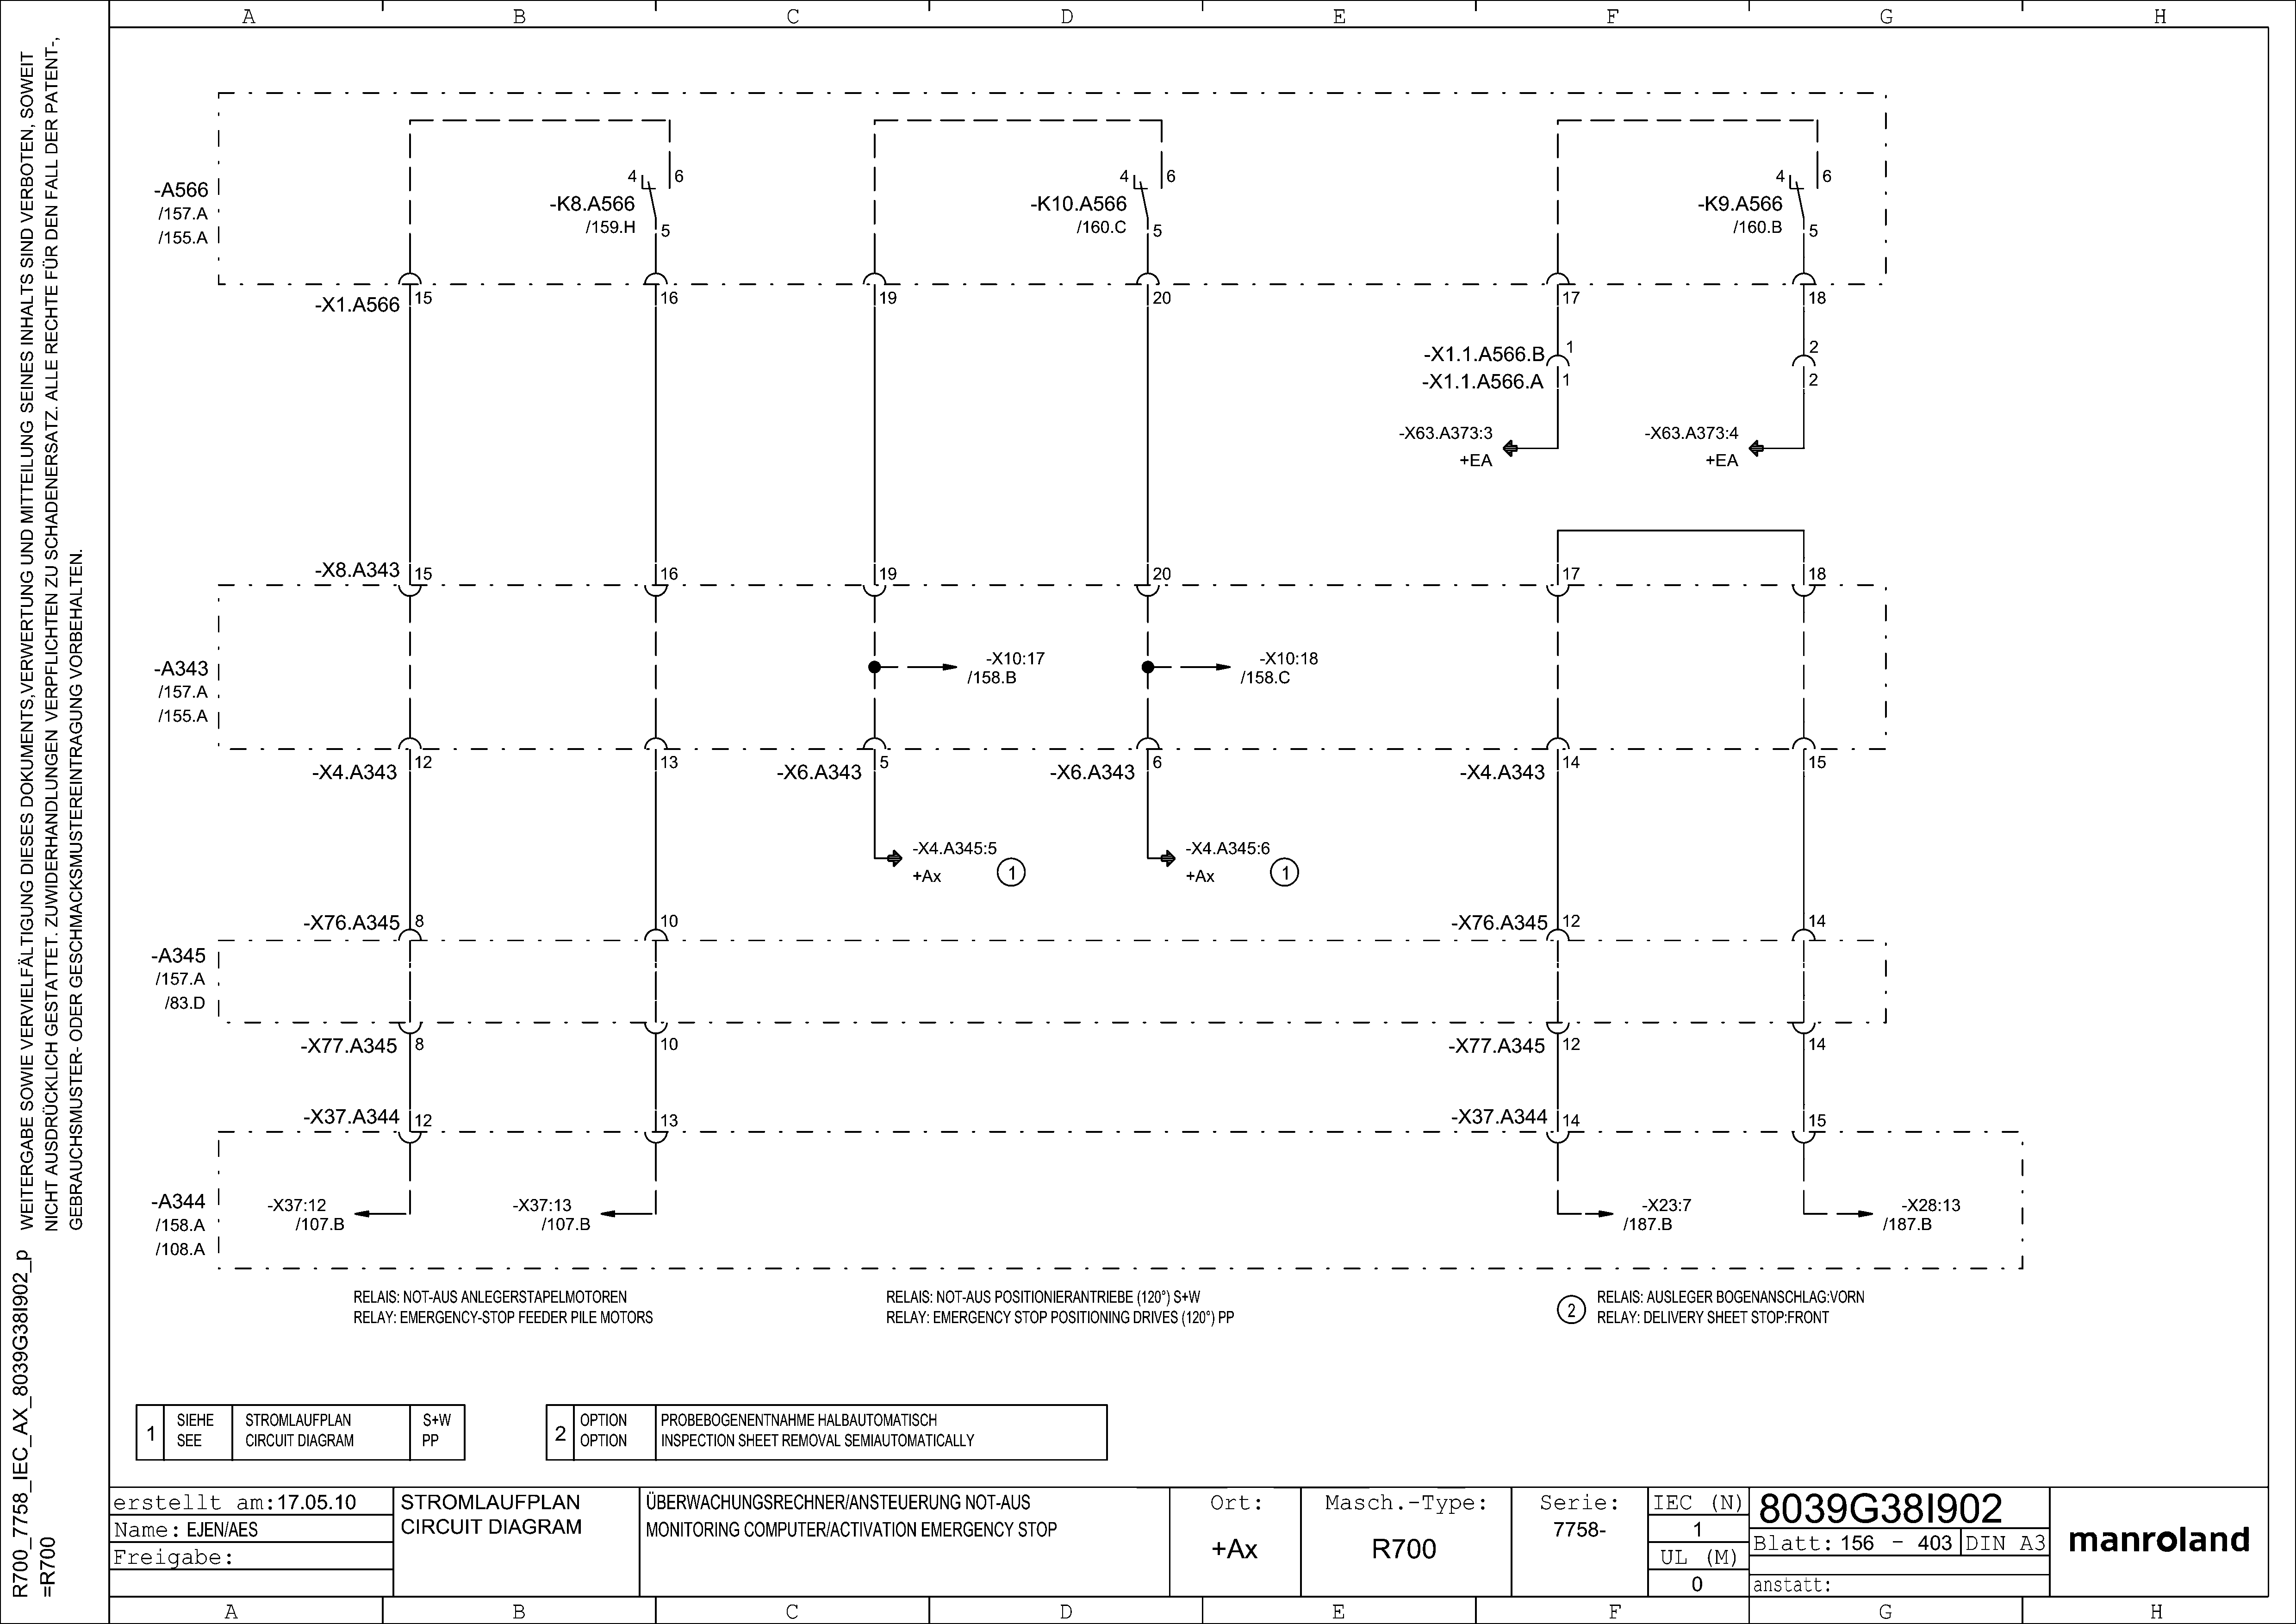 A B C D E F G H
WEITERGABE SOWIE VERVIELFÄLTIGUNG DIESES DOKUMENTS,VERWERTUNG UND MITTEILUNG SEINES INHALTS SIND VERBOTEN, SOWEIT
NICHT AUSDRÜCKLICH GESTATTET. ZUWIDERHANDLUNGEN VERPFLICHTEN ZU SCHADENERSATZ. ALLE RECHTE FÜR DEN FALL DER PATENT-,
GEBRAUCHSMUSTER- ODER GESCHMACKSMUSTEREINTRAGUNG VORBEHALTEN.
R700_7758_IEC_AX_8039G38I902_p
=R700
-A566
/157.A
/155.A
4 6
-K8.A566
/159.H
5
4 6
-K10.A566
/160.C
5
4 6
-K9.A566
/160.B
5
-X1.A566 15 16 19 20 17 18
-X1.1.A566.B 1 2
-X1.1.A566.A 1 2
-X63.A373:3
+EA
-X63.A373:4
+EA
-X8.A343 15 16 19 20 17 18
-A343
/157.A
/155.A
-X10:17
/158.B
-X10:18
/158.C
-X4.A343 12 13 -X6.A343 5 -X6.A343 6 -X4.A343 14 15
-X4.A345:5
+Ax 1
-X4.A345:6
+Ax 1
-X76.A345 8 10 -X76.A345 12 14
-A345
/157.A
/83.D
-X77.A345 8 10 -X77.A345 12 14
-X37.A344 12 13 -X37.A344 14 15
-A344
/158.A
/108.A
-X37:12
/107.B
-X37:13
/107.B
-X23:7
/187.B
-X28:13
/187.B
RELAIS: NOT-AUS ANLEGERSTAPELMOTOREN
RELAY: EMERGENCY-STOP FEEDER PILE MOTORS
RELAIS: NOT-AUS POSITIONIERANTRIEBE (120°) S+W
RELAY: EMERGENCY STOP POSITIONING DRIVES (120°) PP
2
RELAIS: AUSLEGER BOGENANSCHLAG:VORN
RELAY: DELIVERY SHEET STOP:FRONT
1
SIEHE STROMLAUFPLAN S+W
SEE CIRCUIT DIAGRAM PP
2
OPTION PROBEBOGENENTNAHME HALBAUTOMATISCH
OPTION INSPECTION SHEET REMOVAL SEMIAUTOMATICALLY
erstellt am:17.05.10
Name: EJEN/AES
Freigabe:
STROMLAUFPLAN
CIRCUIT DIAGRAM
ÜBERWACHUNGSRECHNER/ANSTEUERUNG NOT-AUS
MONITORING COMPUTER/ACTIVATION EMERGENCY STOP
Ort:
+Ax
Masch.-Type:
R700
Serie:
7758-
IEC (N)
1
UL (M)
0
8039G38I902
Blatt: 156 - 403 DIN A3
anstatt:
manroland
A B C D E F G H